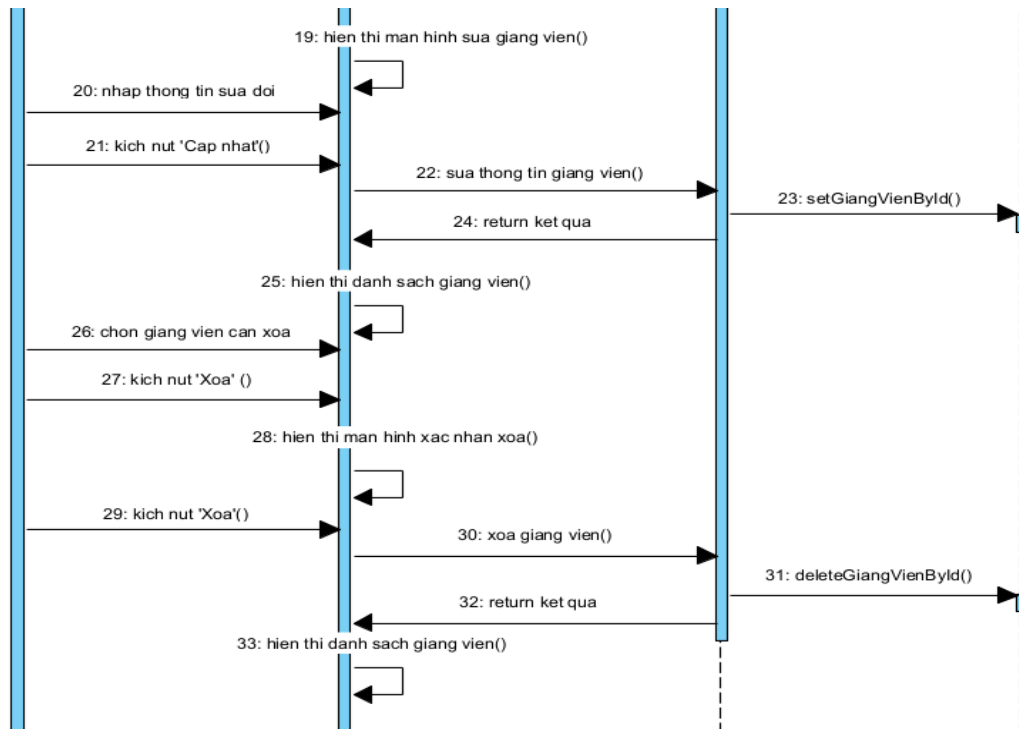 19: hien thi man hinh sua giang vien()
20: nhap thong tin sua doi
21: kich nut 'Cap nhat'()
22: sua thong tin giang vien()
23: setGiangVienById()
24: return ket qua
25: hien thi danh sach giang vien()
26: chon giang vien can xoa
27: kich nut 'Xoa' ()
28: hien thi man hinh xac nhan xoa()
29: kich nut 'Xoa'()
30: xoa giang vien()
31: deleteGiangVienById()
32: return ket qua
33: hien thi danh sach giang vien()